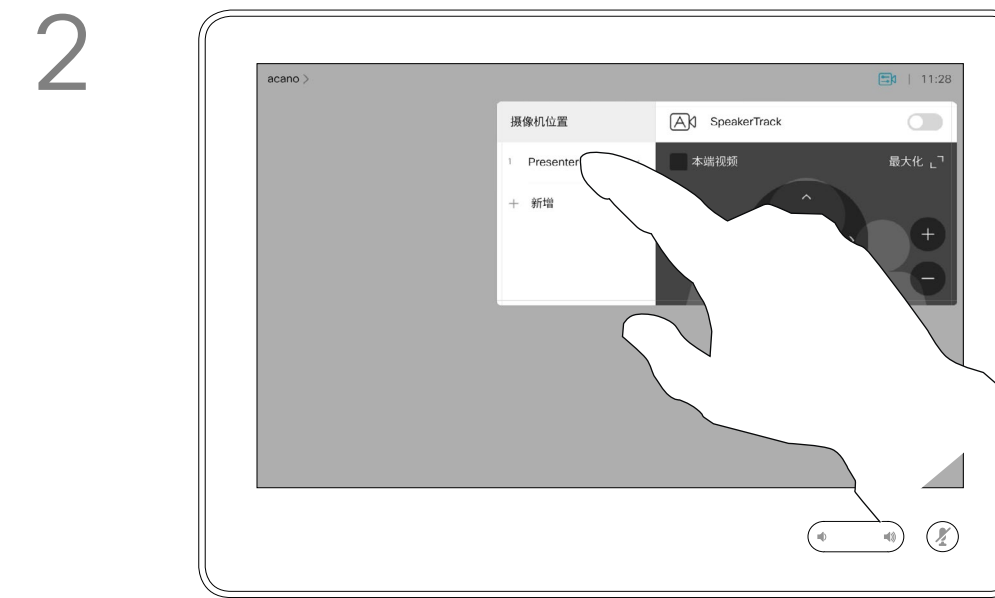 2
acano >
11:28
摄像机位置
SpeakerTrack
1 Presenter
本端视频
最大化
+ 新增